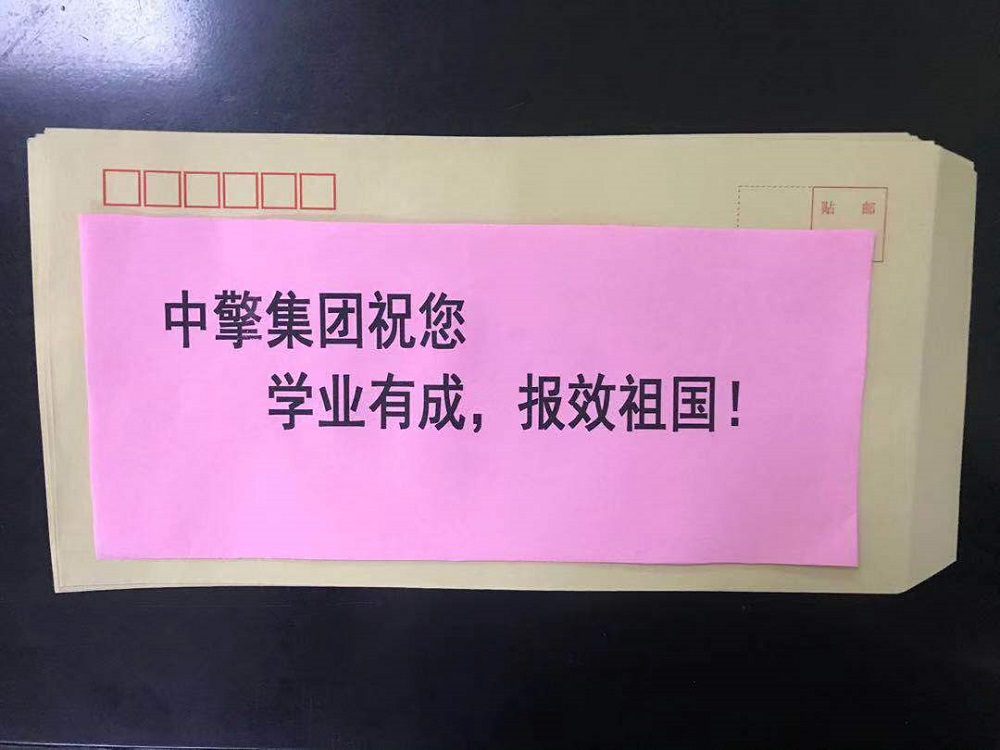 贴 邮
中擎集团祝您
学业有成，报效祖国！